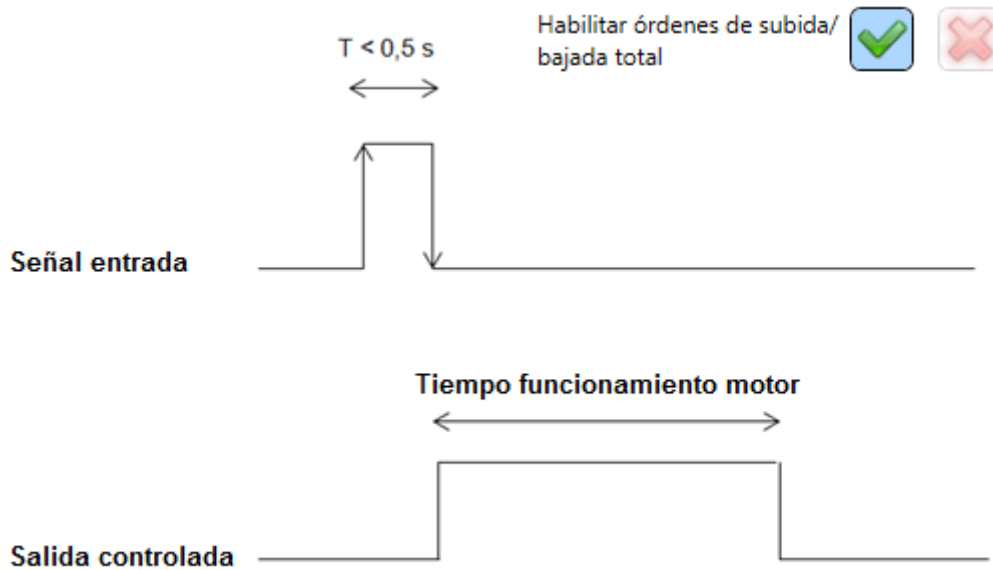 Habilitar órdenes de subida/
bajada total
T < 0,5 s
Señal entrada
Tiempo funcionamiento motor
Salida controlada